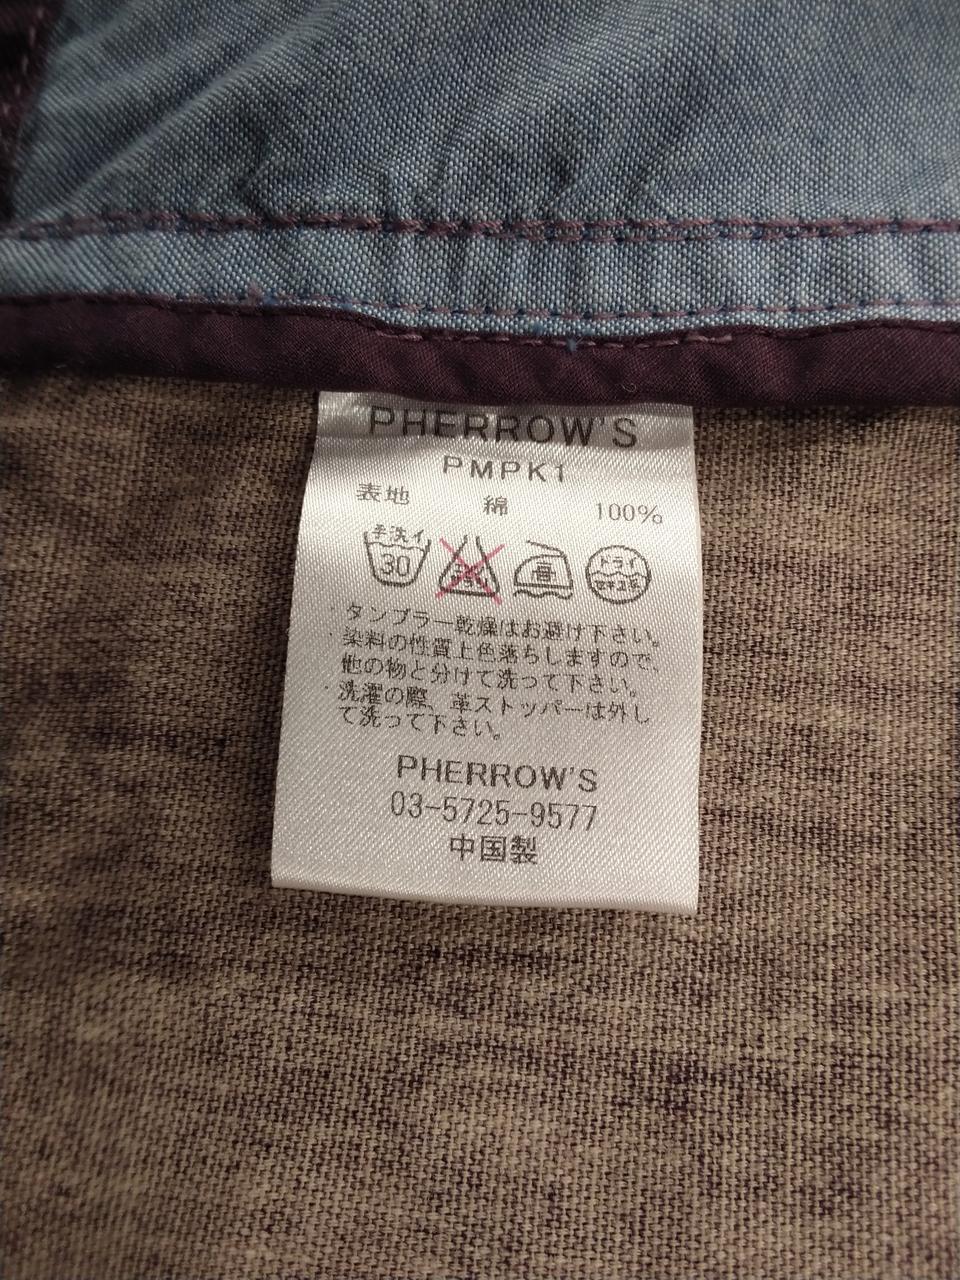 PHERROW'S
PMPK1
表地 綿 100%
手洗イ 30 ドライ
・タンブラー乾燥はお避け下さい。
・染料の性質上色落ちしますので、
他の物と分けて洗って下さい。
・洗濯の際、革ストッパーは外し
て洗って下さい。
PHERROW'S
03-5725-9577
中国製